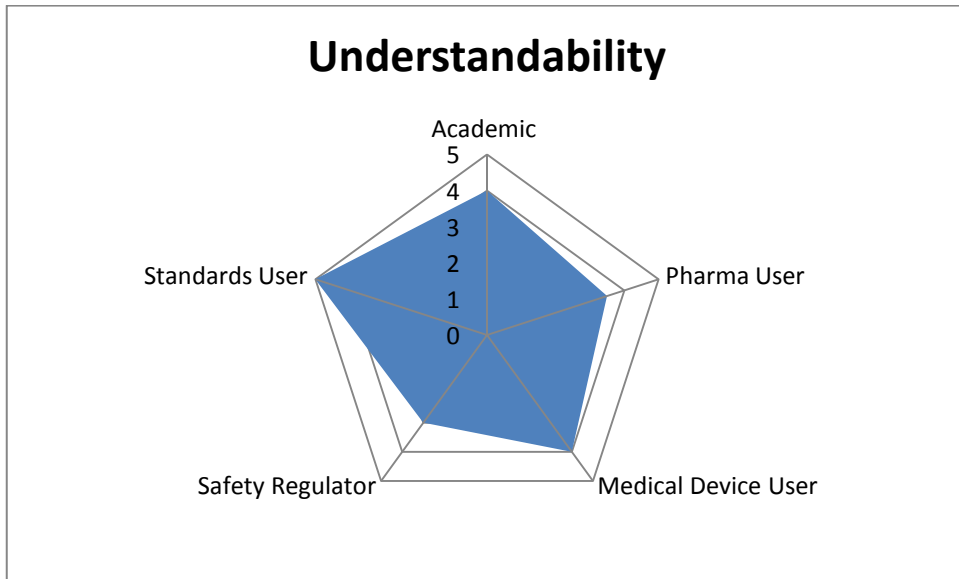 Understandability
Academic
5
4
3
2
1
0
Standards User
Pharma User
Safety Regulator
Medical Device User